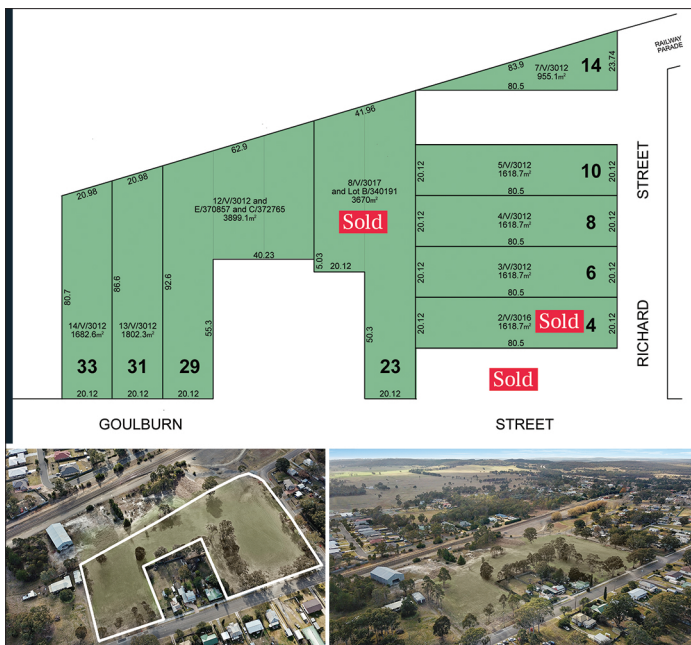 RAILWAY
PARADE
83.9
7/V/3012
955.1m²
14
23.74
80.5
41.96
62.9
20.98
20.98
20.12
5/V/3012
1618.7m²
10
20.12
80.5
STREET
12/V/3012 and
E/370857 and C/372765
3899.1m²
8/V/3017
and Lot B/340191
3670m²
Sold
20.12
4/V/3012
1618.7m²
8
20.12
80.5
40.23
5.03
20.12
20.12
3/V/3012
1618.7m²
6
20.12
80.5
80.7
86.6
92.6
55.3
50.3
14/V/3012
1682.6m²
13/V/3012
1802.3m²
20.12
2/V/3016
1618.7m²
Sold
4
20.12
80.5
RICHARD
33
31
29
23
Sold
20.12
20.12
20.12
20.12
GOULBURN
STREET